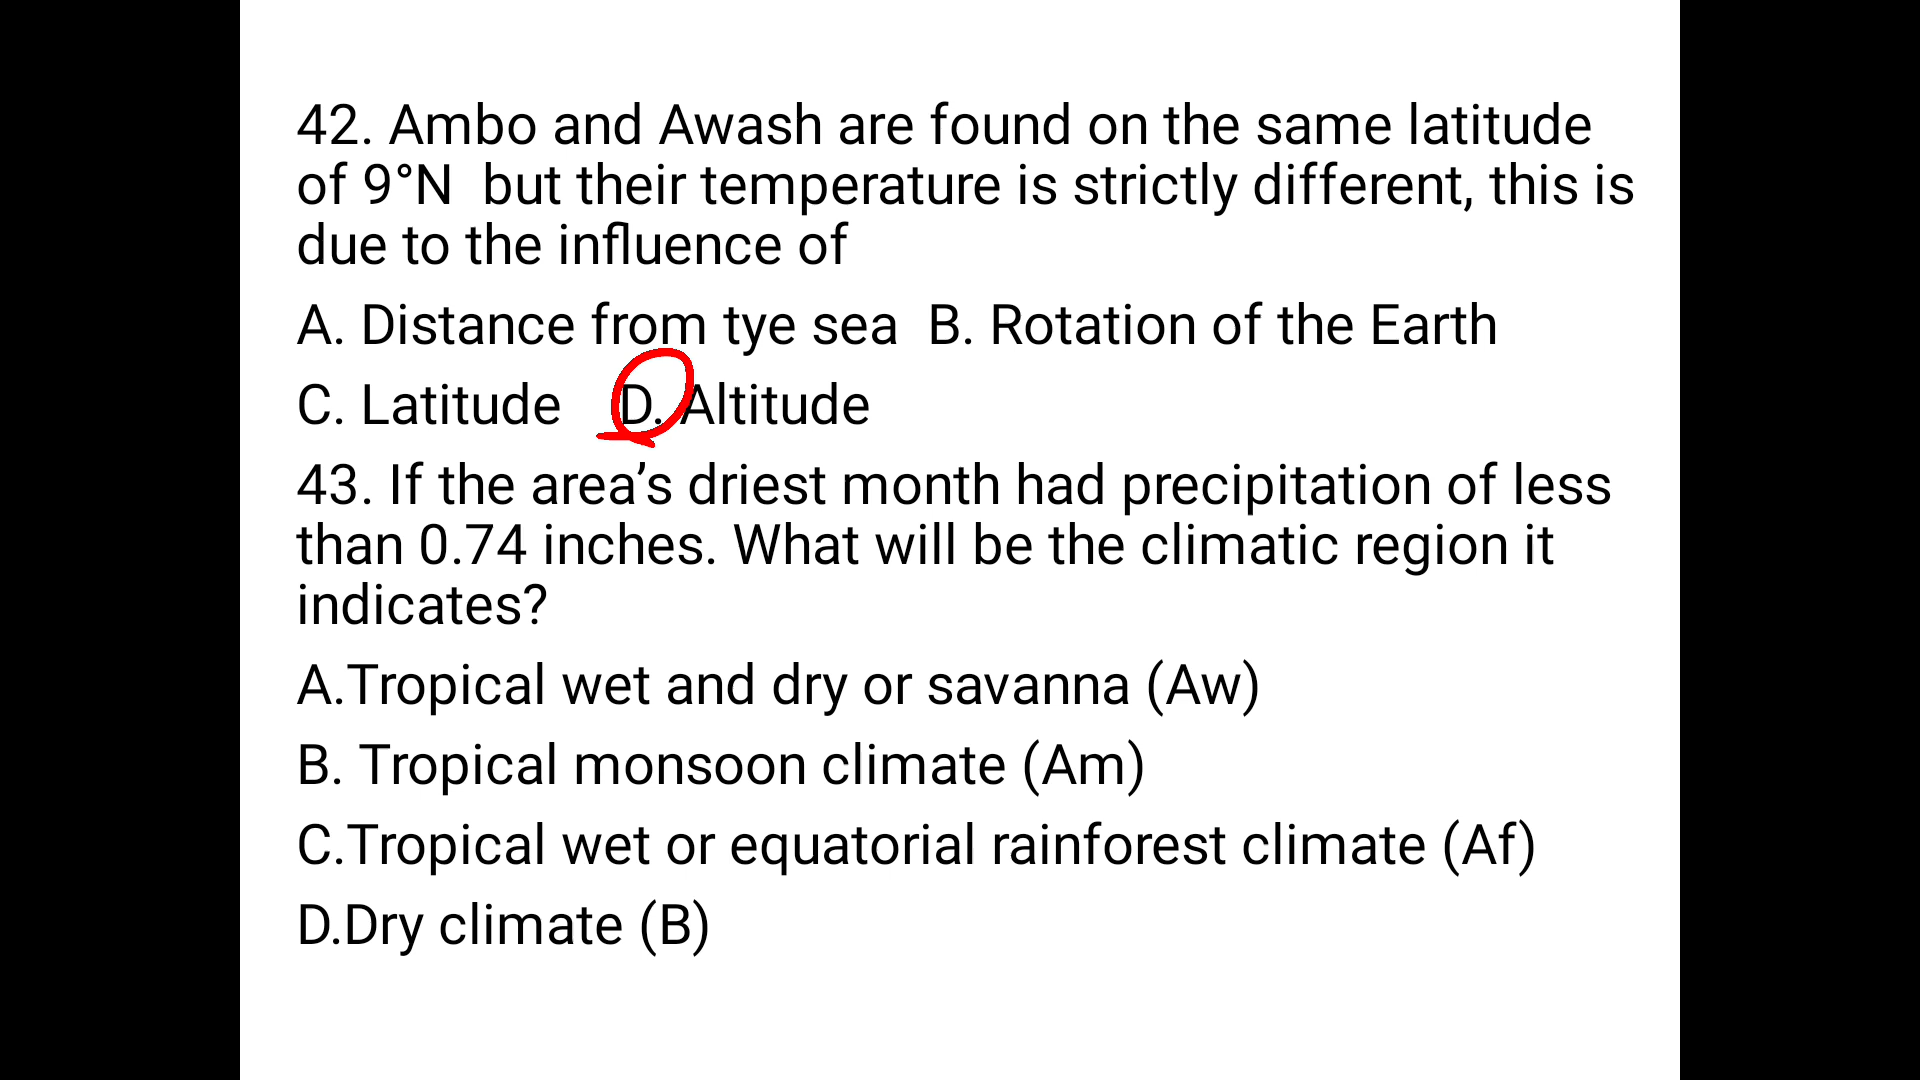 42. Ambo and Awash are found on the same latitude
of 9°N  but their temperature is strictly different, this is
due to the influence of
A. Distance from tye sea  B. Rotation of the Earth
C. Latitude    D. Altitude
43. If the area’s driest month had precipitation of less
than 0.74 inches. What will be the climatic region it
indicates?
A.Tropical wet and dry or savanna (Aw)
B. Tropical monsoon climate (Am)
C.Tropical wet or equatorial rainforest climate (Af)
D.Dry climate (B)